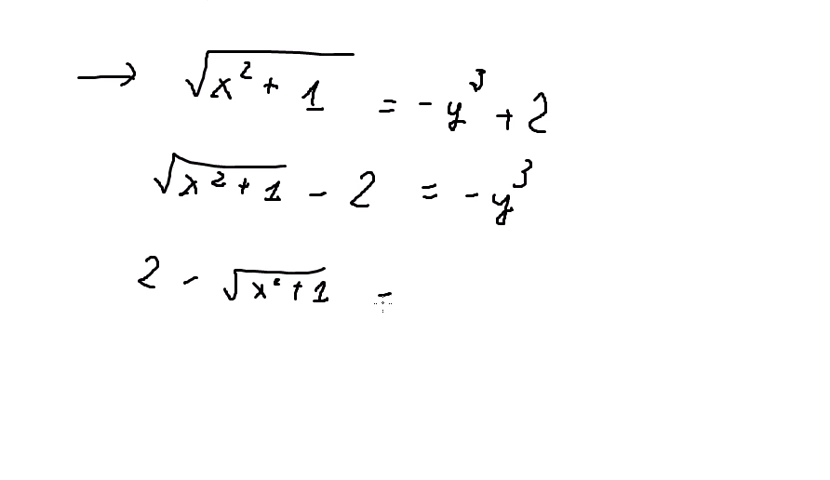 → √(x² + 1) = -y³ + 2
√(x² + 1) - 2 = -y³
2 - √(x² + 1) -